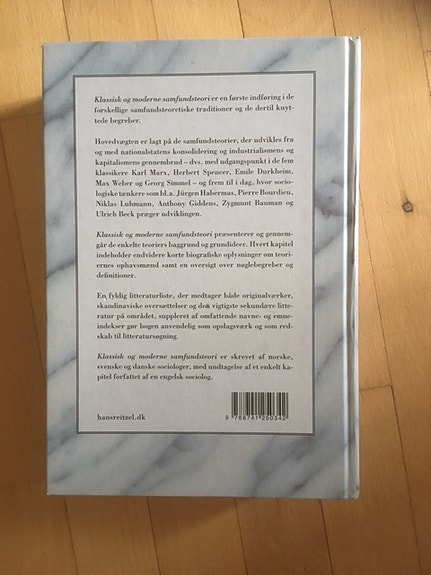 Klassisk og moderne samfundsteori er en første indføring i de
forskellige samfundsteoretiske traditioner og de dertil knyt-
tede begreber.
Hovedvægten er lagt på de samfundsteorier, der udvikles fra
og med nationalstatens konsolidering og industrialismens og
kapitalismens gennembrud – dvs. med udgangspunkt i de fem
klassikere Karl Marx, Herbert Spencer, Emile Durkheim,
Max Weber og Georg Simmel – og frem til i dag, hvor socio-
logiske tænkere som bl.a. Jürgen Habermas, Pierre Bourdieu,
Niklas Luhmann, Anthony Giddens, Zygmunt Bauman og
Ulrich Beck præger udviklingen.
Klassisk og moderne samfundsteori præsenterer og gennem-
går de enkelte teoriers baggrund og grundideer. Hvert kapitel
indeholder endvidere korte biografiske oplysninger om teori-
ernes ophavsmænd samt en oversigt over nøglebegreber og
definitioner.
En fyldig litteraturliste, der medtager både originalværker,
skandinaviske oversættelser og den vigtigste sekundære litte-
ratur på området, suppleret af omfattende navne- og emne-
indekser gør bogen anvendelig som opslagsværk og som red-
skab til litteratursøgning.
Klassisk og moderne samfundsteori er skrevet af norske,
svenske og danske sociologer, med undtagelse af et enkelt ka-
pitel forfattet af en engelsk sociolog.
hansreitzel.dk
9 788741 250342